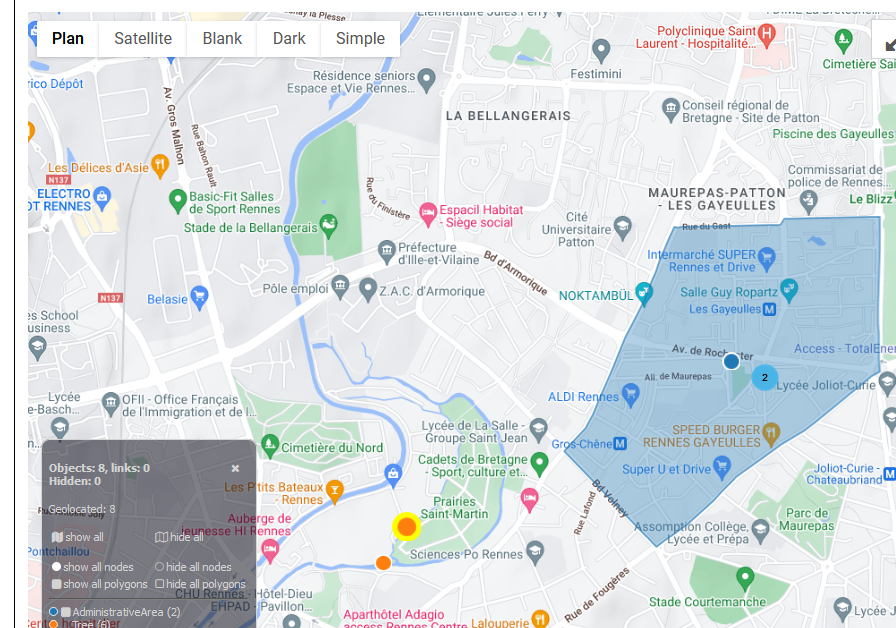 Elémentaire Jules Ferry
Plan
Satellite
Blank
Dark
Simple
Polyclinique Saint
Laurent - Hospitalité...
Cimetière Sai
Festimini
rico Dépôt
Résidence seniors
Espace et Vie Rennes...
Av. Gros Malhon
Rue Bahon Rault
LA BELLANGERAIS
Conseil régional de
Bretagne - Site de Patton
Piscine des Gayeulles
Les Délices d'Asie
N137
ELECTRO
OT RENNES
Basic-Fit Salles
de Sport Rennes
Stade de la Bellangerais
Rue du Finistère
Espacil Habitat
- Siège social
Commissariat de
police de Rennes...
MAUREPAS-PATTON
- LES GAYEULLES
Le Blizz
Cité
Universitaire
Patton
Rue du Gast
Préfecture
d'Ille-et-Vilaine
Bd d'Armorique
Intermarché SUPER
Rennes et Drive
Pôle emploi
Z.A.C. d'Armorique
NOKTAMBÜL
Salle Guy Ropartz
Les Gayeulles
M
N137
Belasie
es School
usiness
Av. de Roch ter
Access - TotalEner
All. de Maurepas
2
Lycée Joliot-Curie
Lycée
e-Basch...
OFII - Office Français
de l'Immigration et de l...
ALDI Rennes
Lycée de La Salle -
Groupe Saint Jean
SPEED BURGER
RENNES GAYEULLES
Gros-Chêne
M
Cimetière du Nord
Cadets de Bretagne
- Sport, culture et...
Super U et Drive
Joliot-Curie -
Chateaubriand
M
Objects: 8, links: 0
Hidden: 0
Geolocated: 8
Les P'tits Bateaux
- Rennes
Prairies
Saint-Martin
Bd Volney
Rue Lafond
Parc de
Maurepas
Auberge de
jeunesse HI Rennes
Assomption Collège,
Lycée et Prépa
show all
hide all
Pontchaillou
Sciences Po Rennes
show all nodes
hide all nodes
show all polygons
hide all polygons
Rue de Fougères
Stade Courtemanche
CHU Rennes - Hôtel-Dieu
EHPAD - Pavillon...
AdministrativeArea (2)
Tree (6)
Aparthôtel Adagio
access Rennes Centre
Lalouperie
Lycée J